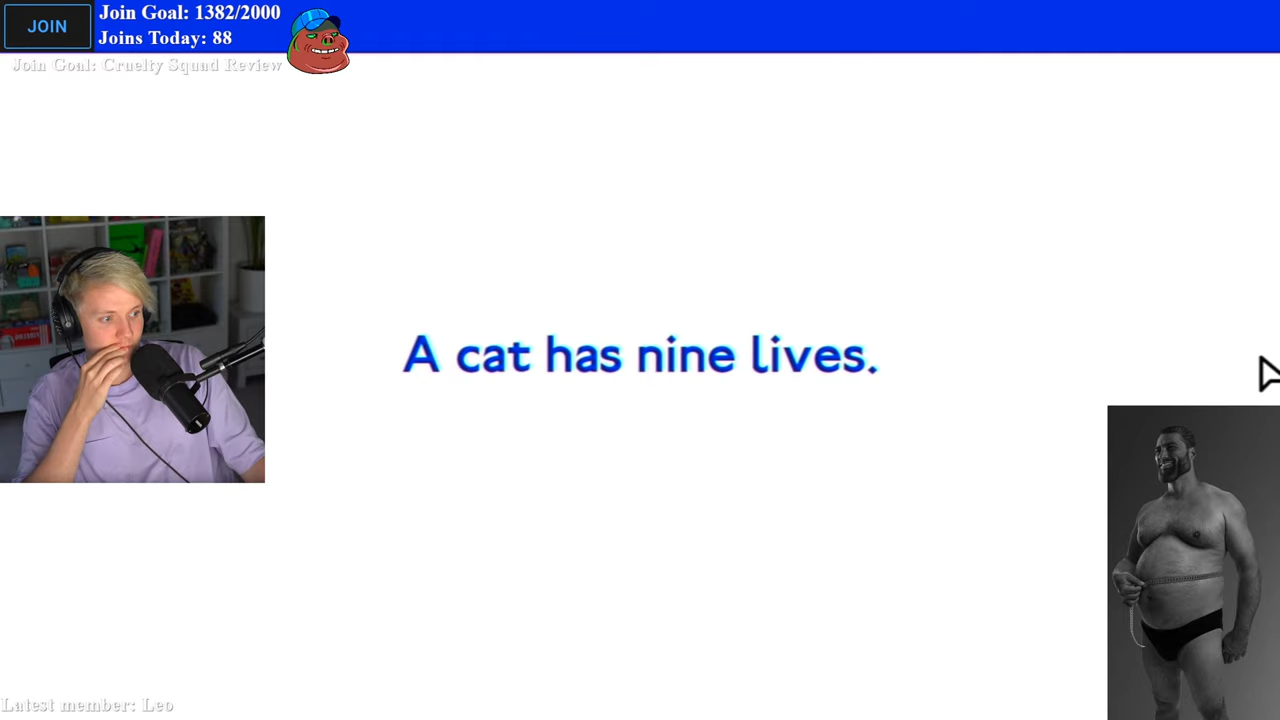 JOIN
Join Goal: 1382/2000
Joins Today: 88
Join Goal: Cruelty Squad Review
A cat has nine lives.
Latest member: Leo